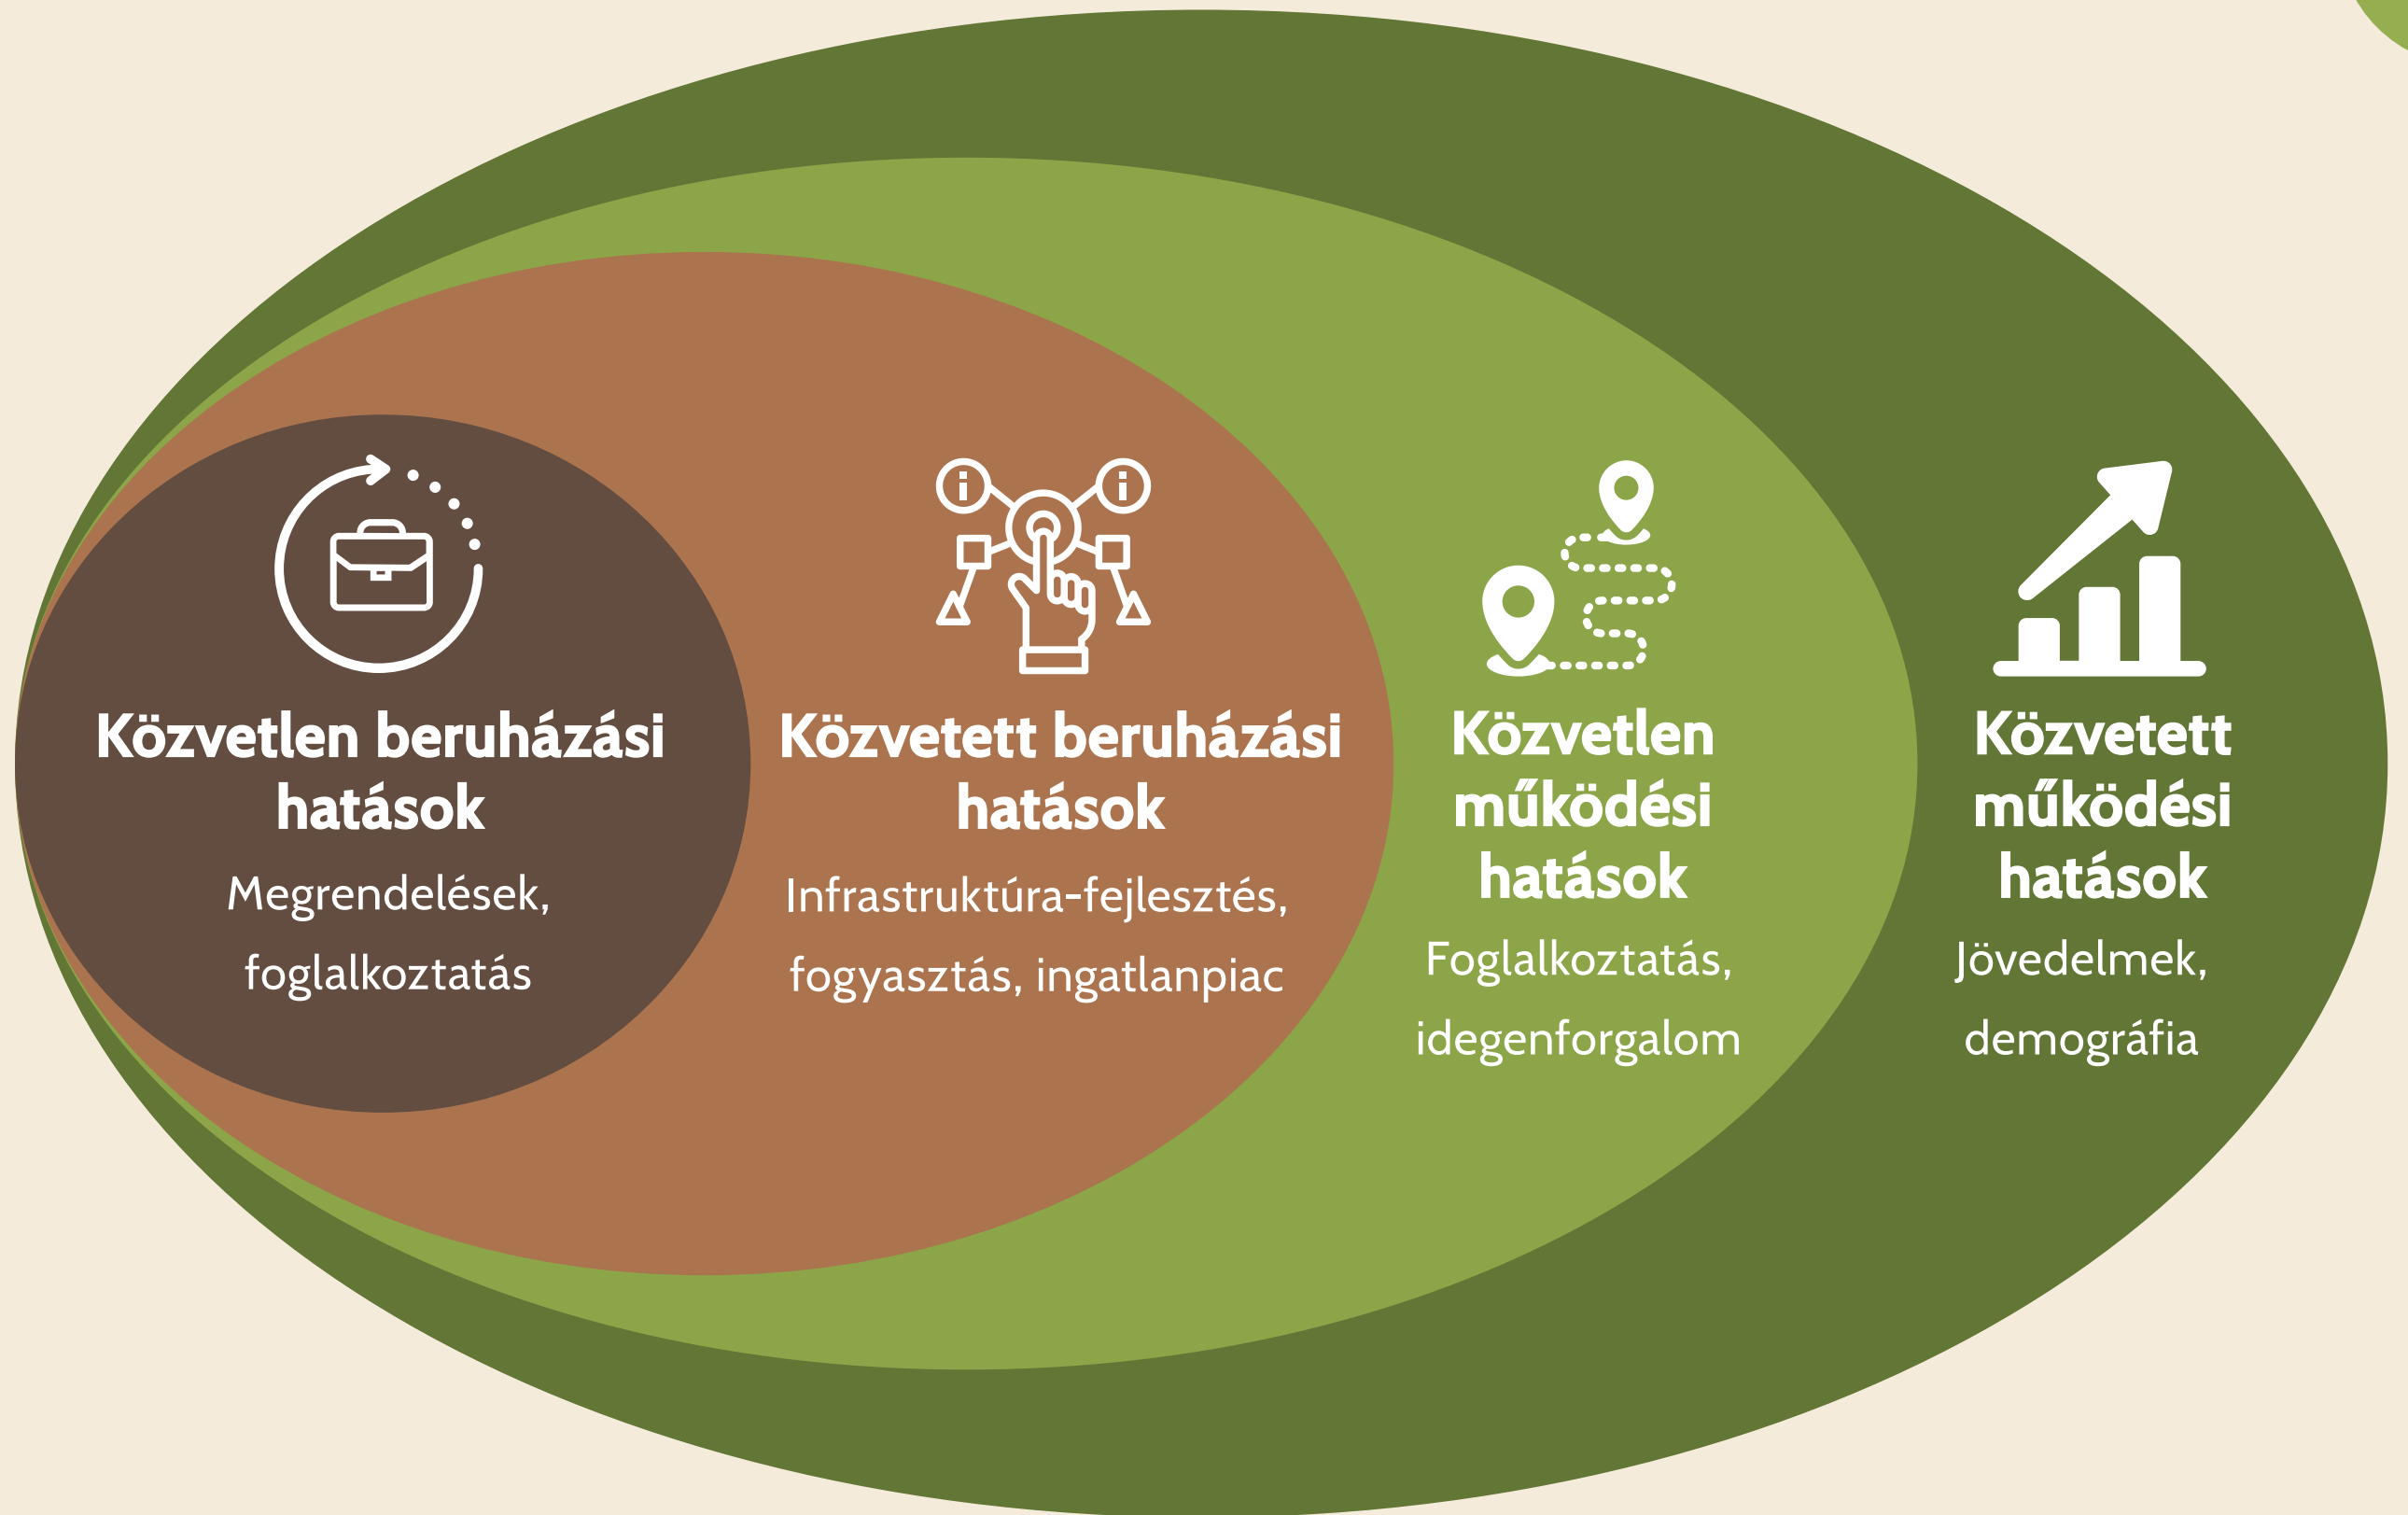 Közvetlen beruházási
hatások
Megrendelések,
foglalkoztatás
Közvetett beruházási
hatások
Infrastruktúra-fejlesztés,
fogyasztás, ingatlanpiac
Közvetlen
működési
hatások
Foglalkoztatás,
idegenforgalom
Közvetett
működési
hatások
Jövedelmek,
demográfia